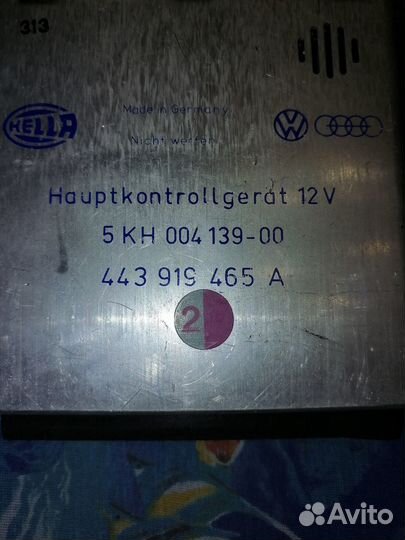 313
HELLA
Made in Germany
Nicht werfen
VW
Hauptkontrollgerät 12V
5 KH 004 139-00
443 919 465 A
2
Avito